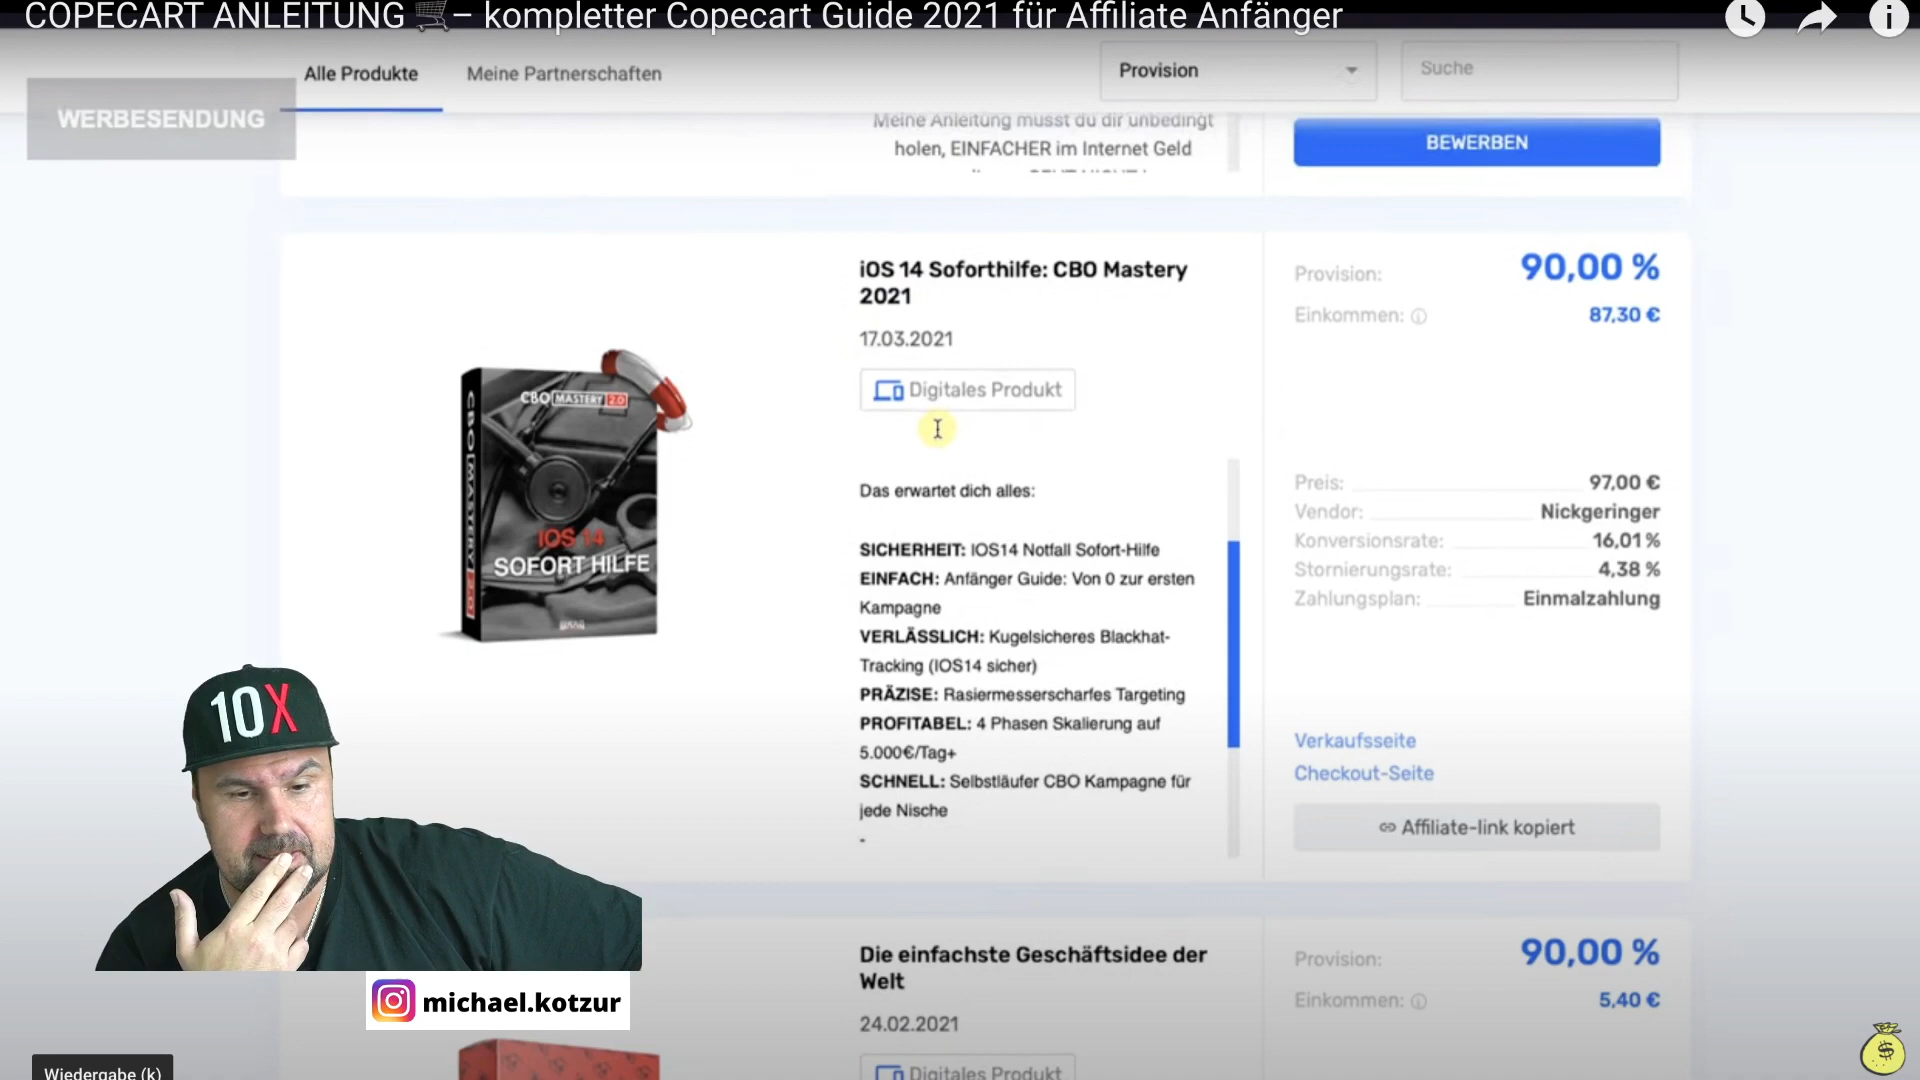 COPECART ANLEITUNG 🛒 – kompletter Copecart Guide 2021 für Affiliate Anfänger
Alle Produkte
Meine Partnerschaften
Provision
Suche
WERBESENDUNG
Meine Anleitung musst du dir unbedingt
holen, EINFACHER im Internet Geld
BEWERBEN
iOS 14 Soforthilfe: CBO Mastery
2021
17.03.2021
Digitales Produkt
Das erwartet dich alles:
SICHERHEIT: IOS14 Notfall Sofort-Hilfe
EINFACH: Anfänger Guide: Von 0 zur ersten
Kampagne
VERLÄSSLICH: Kugelsicheres Blackhat-
Tracking (IOS14 sicher)
PRÄZISE: Rasiermesserscharfes Targeting
PROFITABEL: 4 Phasen Skalierung auf
5.000€/Tag+
SCHNELL: Selbstläufer CBO Kampagne für
jede Nische
-
Provision: 90,00 %
Einkommen: 87,30 €
Preis: 97,00 €
Vendor: Nickgeringer
Konversionsrate: 16,01 %
Stornierungsrate: 4,38 %
Zahlungsplan: Einmalzahlung
Verkaufsseite
Checkout-Seite
Affiliate-link kopiert
CBO MASTERY 2.0
CBO MASTERY 2.0
IOS 14
SOFORT HILFE
10X
michael.kotzur
Die einfachste Geschäftsidee der
Welt
24.02.2021
Digitales Produkt
Provision: 90,00 %
Einkommen: 5,40 €
$
Wiedergabe (k)